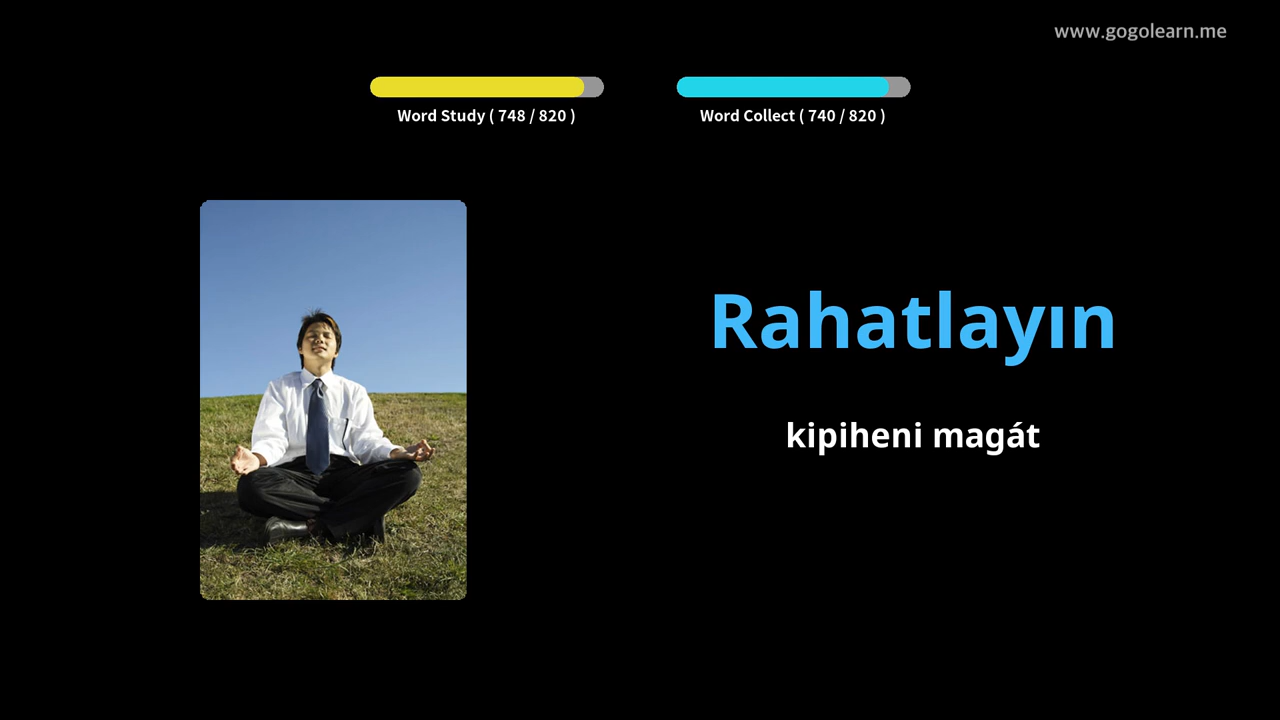 www.gogolearn.me
Word Study ( 748 / 820 )
Word Collect ( 740 / 820 )
Rahatlayın
kipiheni magát